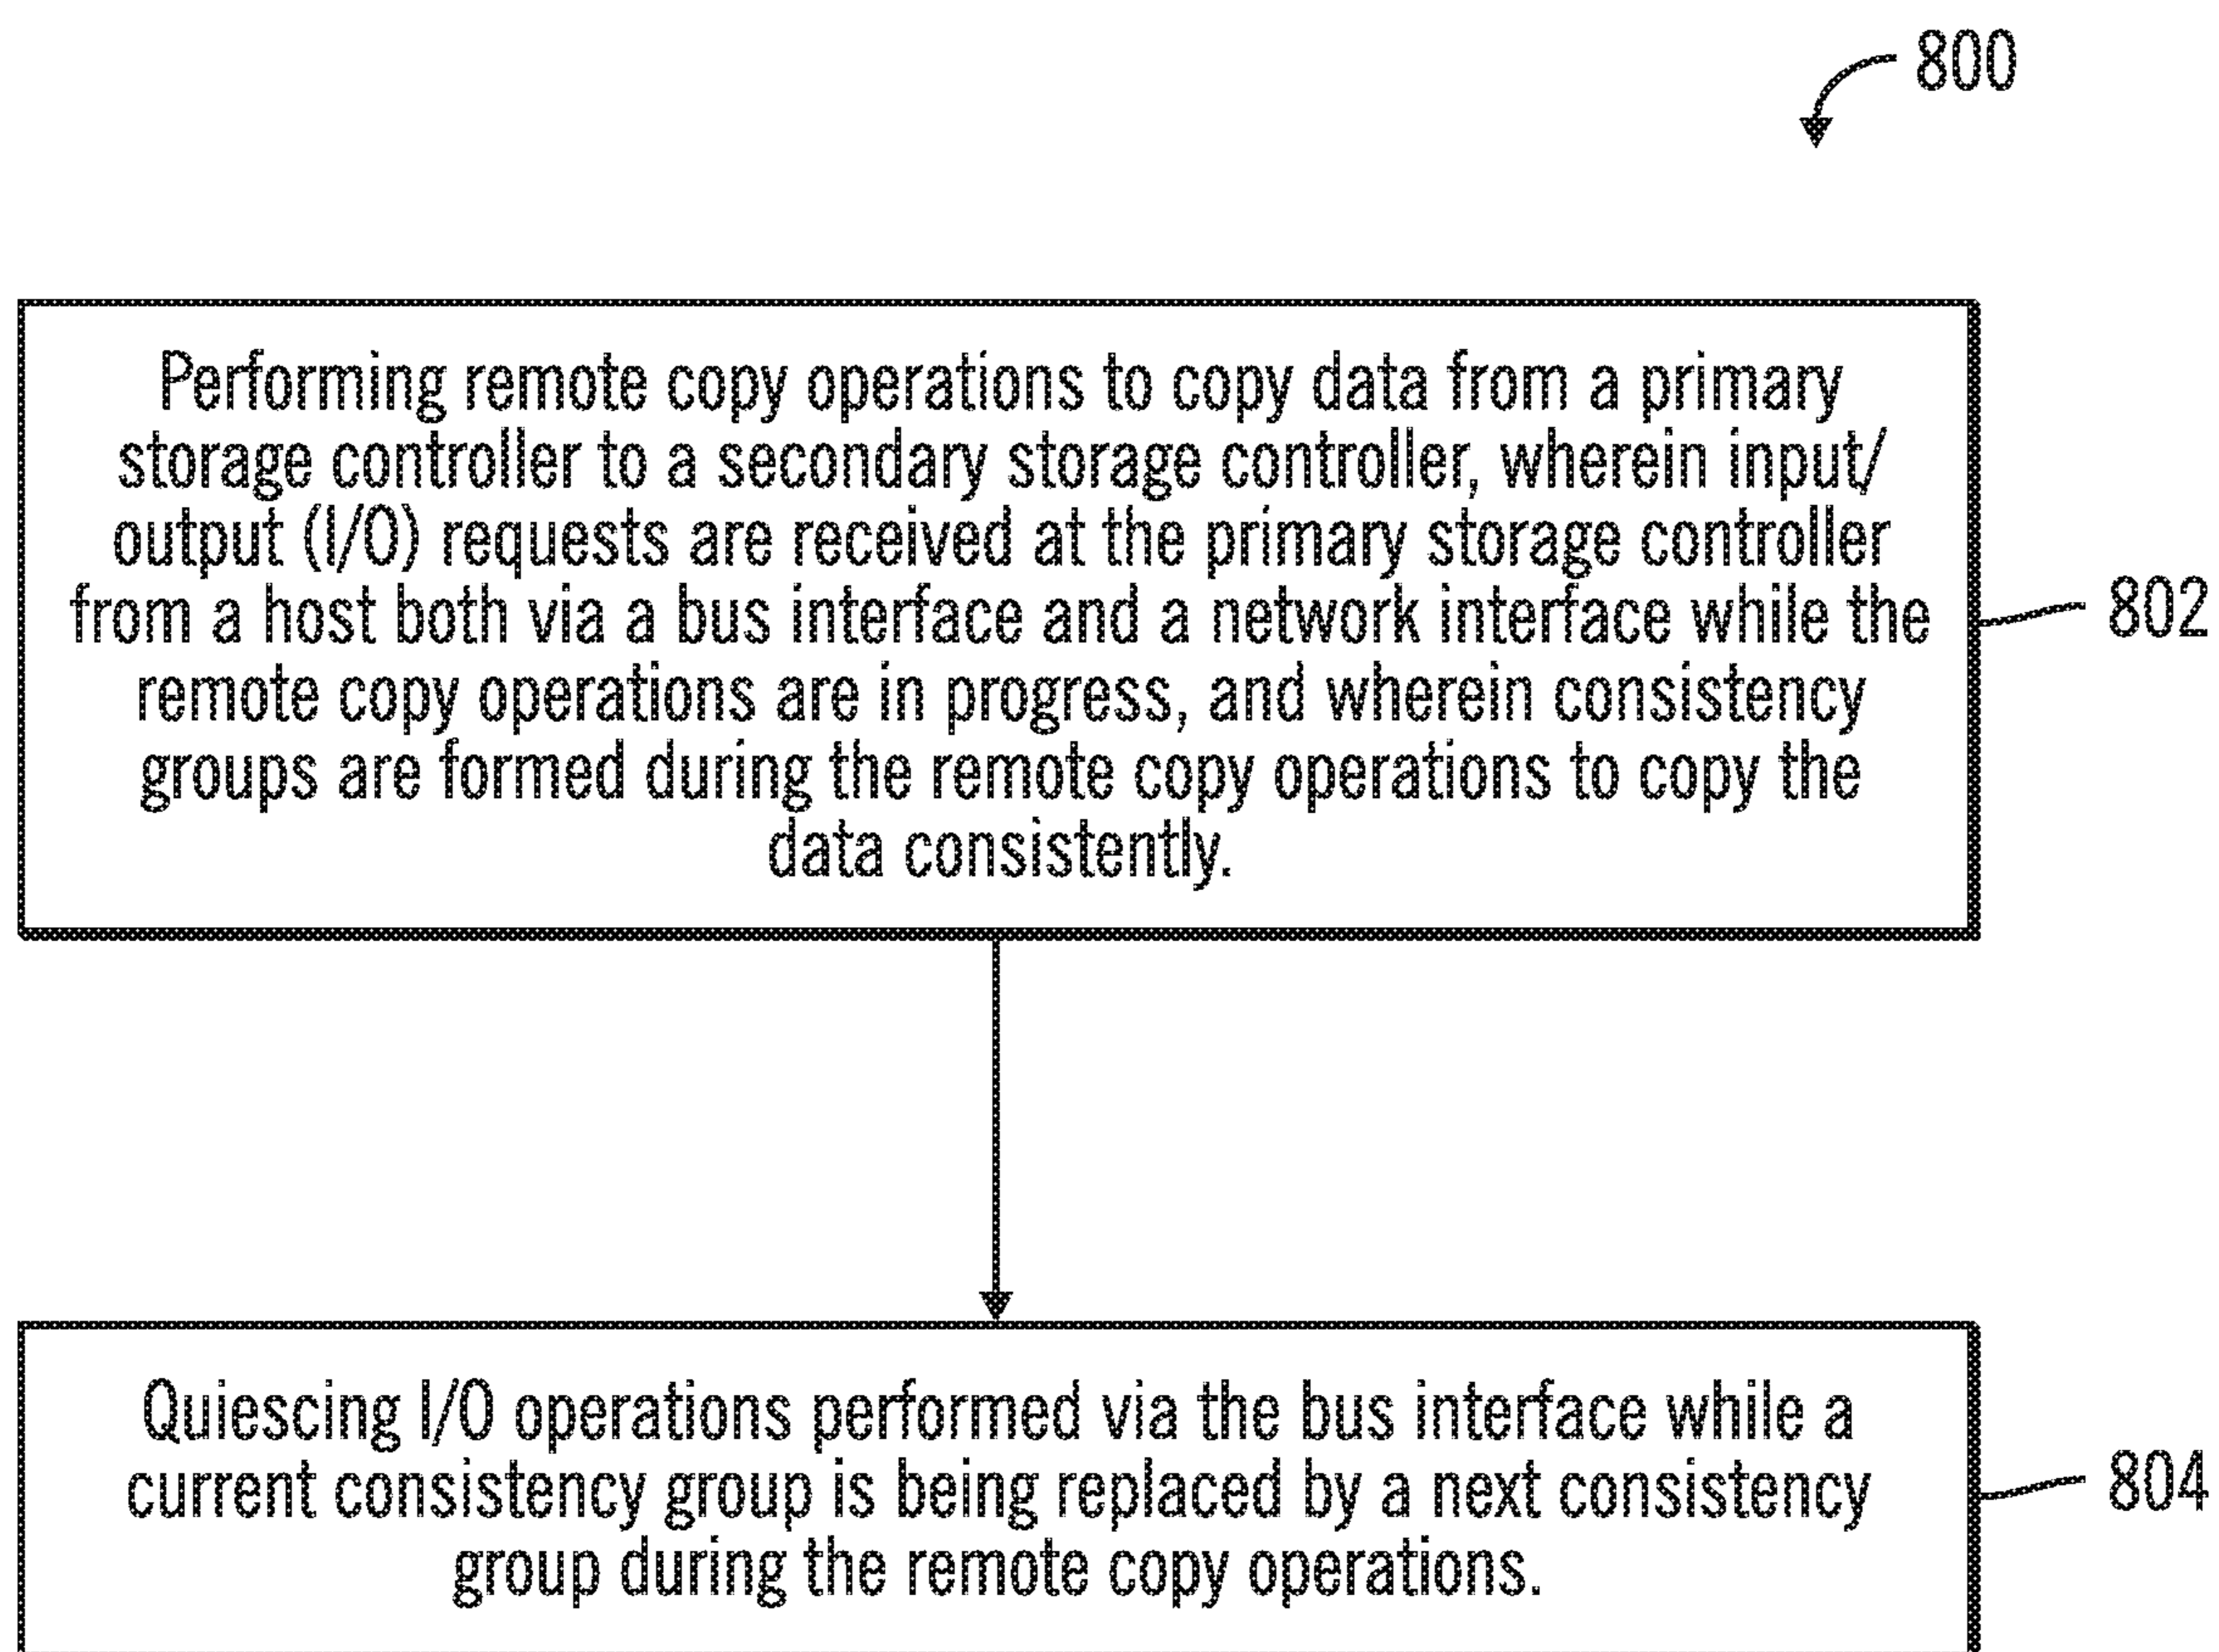 800
Performing remote copy operations to copy data from a primary
storage controller to a secondary storage controller, wherein input/
output (I/O) requests are received at the primary storage controller
from a host both via a bus interface and a network interface while the
remote copy operations are in progress, and wherein consistency
groups are formed during the remote copy operations to copy the
data consistently.
802
Quiescing I/O operations performed via the bus interface while a
current consistency group is being replaced by a next consistency
group during the remote copy operations.
804